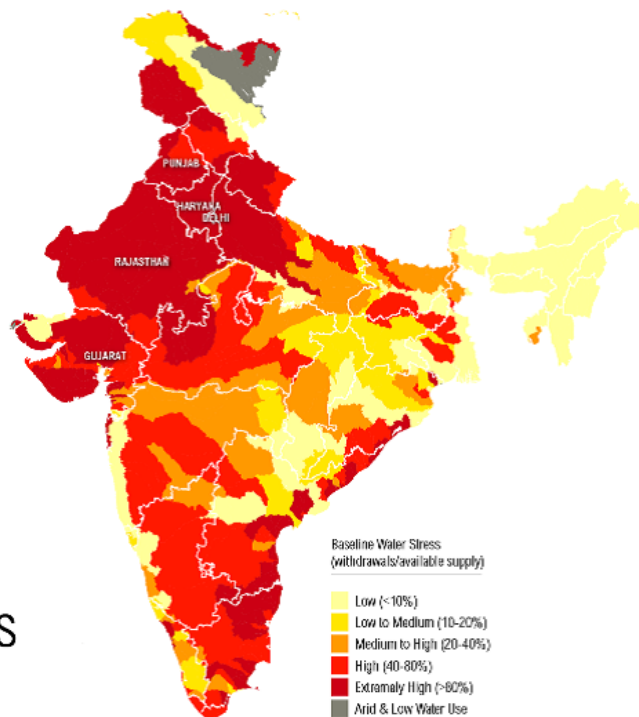 PUNJAB
HARYANA
DELHI
RAJASTHAN
GUJARAT
S
Baseline Water Stress
(withdrawals/available supply)
Low (<10%)
Low to Medium (10-20%)
Medium to High (20-40%)
High (40-80%)
Extremely High (>80%)
Arid & Low Water Use